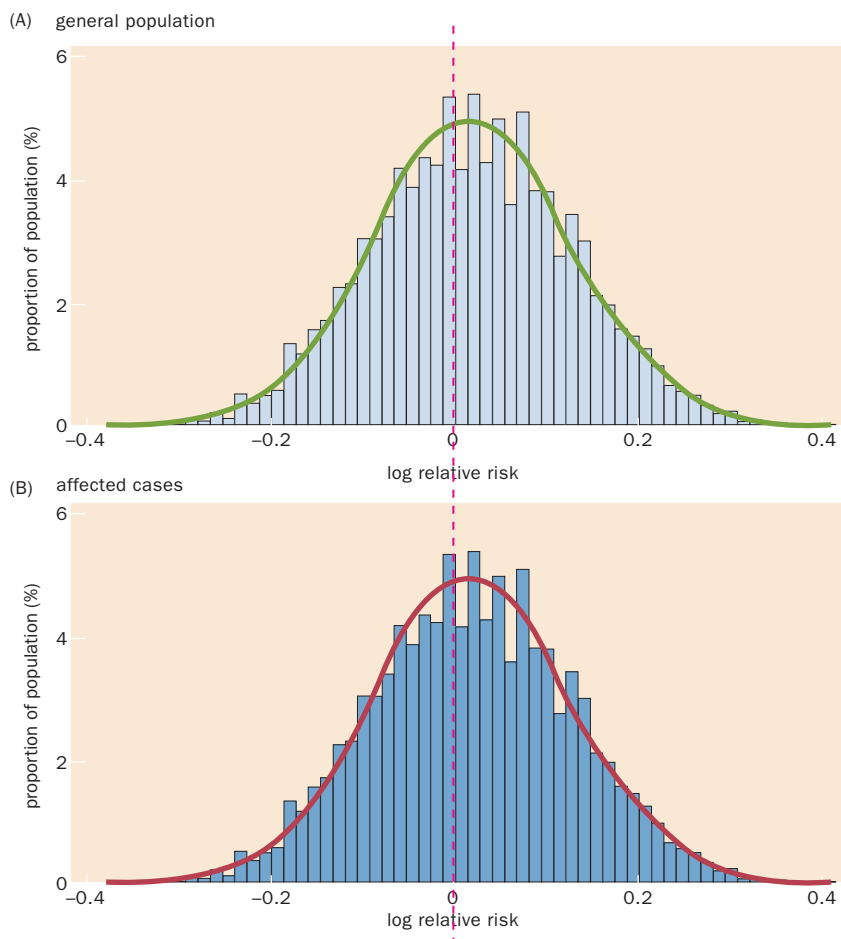 (A) general population
6
4
2
0
proportion of population (%)
–0.4 –0.2 0 0.2 0.4
log relative risk
(B) affected cases
6
4
2
0
proportion of population (%)
–0.4 –0.2 0 0.2 0.4
log relative risk